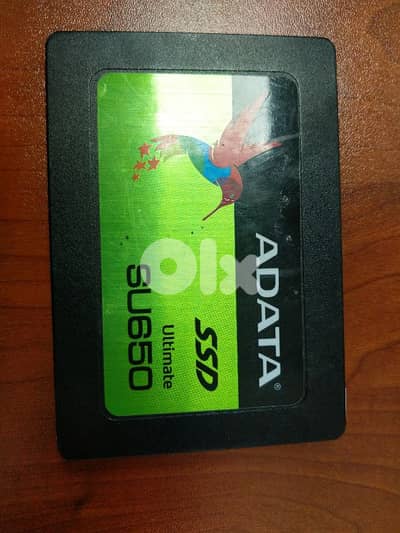 ADATA®
SSD
Ultimate
SU650
olx